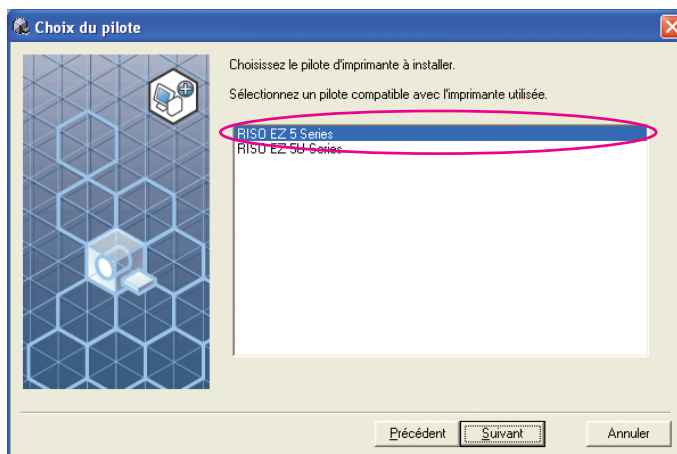 Choix du pilote
Choisissez le pilote d'imprimante à installer.
Sélectionnez un pilote compatible avec l'imprimante utilisée.
RISO EZ 5 Series
RISO EZ 5U Series
Précédent Suivant Annuler